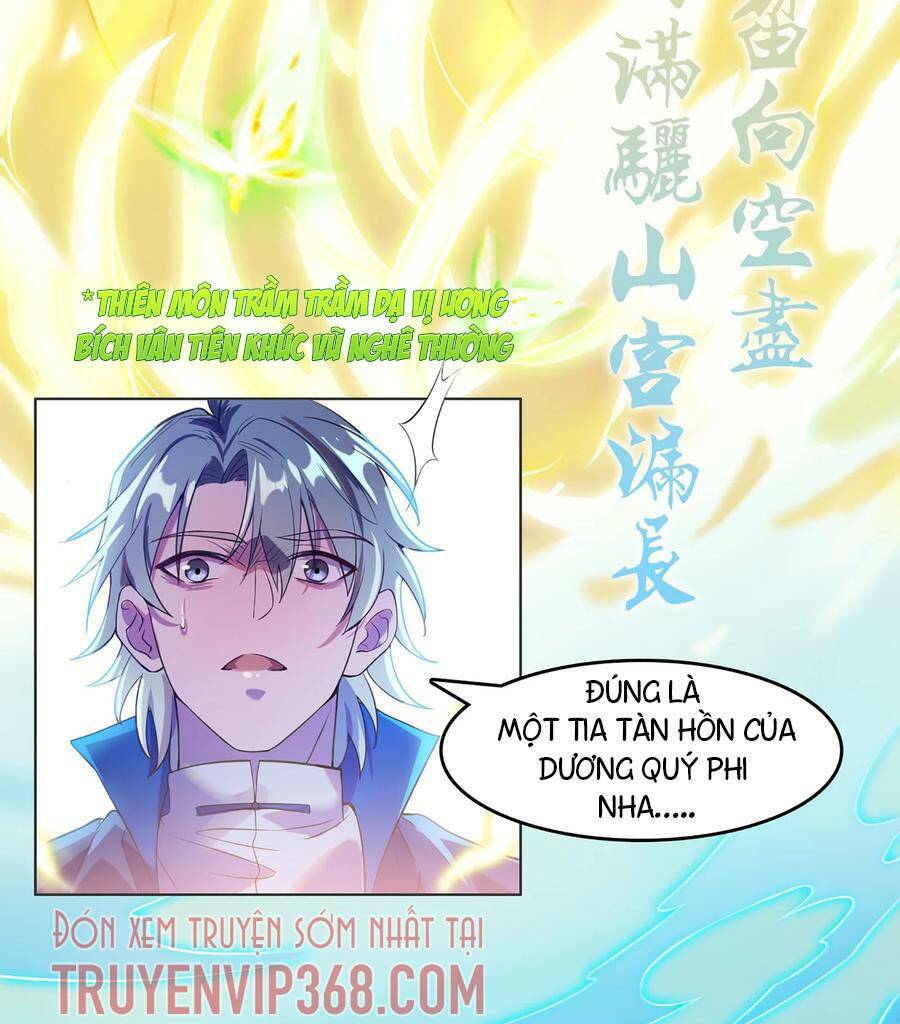 笛向空盡
滿驪山宮漏長
*THIÊN MÔN TRẦM TRẦM DẠ VỊ ƯƠNG
BÍCH VÂN TIÊN KHÚC VŨ NGHÊ THƯỜNG
ĐÚNG LÀ
MỘT TIA TÀN HỒN CỦA
DƯƠNG QUÝ PHI
NHA.....
ĐÓN XEM TRUYỆN SỚM NHẤT TẠI
TRUYENVIP368.COM